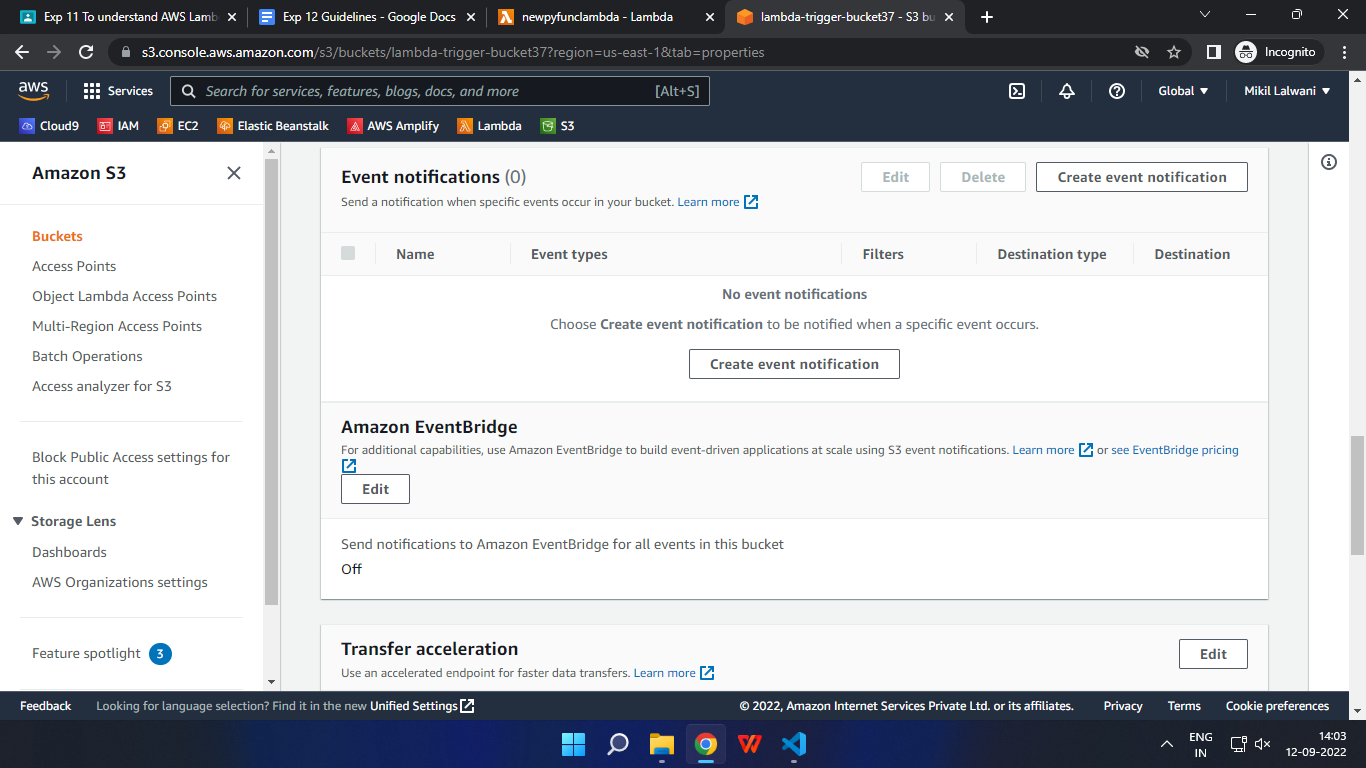 Exp 11 To understand AWS Lamb
Exp 12 Guidelines - Google Docs
newpyfunclambda - Lambda
lambda-trigger-bucket37 - S3 bu
s3.console.aws.amazon.com/s3/buckets/lambda-trigger-bucket37?region=us-east-1&tab=properties
Incognito
aws
Services
Search for services, features, blogs, docs, and more
[Alt+S]
Global
Mikil Lalwani
Cloud9
IAM
EC2
Elastic Beanstalk
AWS Amplify
Lambda
S3
Amazon S3
Buckets
Access Points
Object Lambda Access Points
Multi-Region Access Points
Batch Operations
Access analyzer for S3
Block Public Access settings for
this account
Storage Lens
Dashboards
AWS Organizations settings
Feature spotlight 3
Event notifications (0)
Edit
Delete
Create event notification
Send a notification when specific events occur in your bucket. Learn more
Name
Event types
Filters
Destination type
Destination
No event notifications
Choose Create event notification to be notified when a specific event occurs.
Create event notification
Amazon EventBridge
For additional capabilities, use Amazon EventBridge to build event-driven applications at scale using S3 event notifications. Learn more or see EventBridge pricing
Edit
Send notifications to Amazon EventBridge for all events in this bucket
Off
Transfer acceleration
Edit
Use an accelerated endpoint for faster data transfers. Learn more
Feedback
Looking for language selection? Find it in the new Unified Settings
© 2022, Amazon Internet Services Private Ltd. or its affiliates.
Privacy
Terms
Cookie preferences
ENG
IN
14:03
12-09-2022